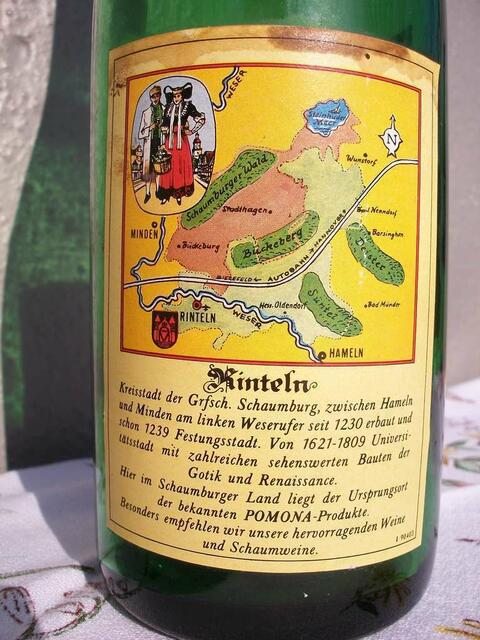 WESER
Steinhuder
Meer
N
Wunstorf
Schaumburger Wald
Stadthagen
Bad Nenndorf
Barsinghsn.
MINDEN
Bückeburg
Bückeberg
Deister
BIELEFELD AUTOBAHN HANNOVER
Süntel
RINTELN
WESER
Hess.-Oldendorf
Bad Münder
HAMELN
Rinteln
Kreisstadt der Grfsch. Schaumburg, zwischen Hameln
und Minden am linken Weserufer seit 1230 erbaut und
schon 1239 Festungsstadt. Von 1621-1809 Universi-
tätsstadt mit zahlreichen sehenswerten Bauten der
Gotik und Renaissance.
Hier im Schaumburger Land liegt der Ursprungsort
der bekannten POMONA-Produkte.
Besonders empfehlen wir unsere hervorragenden Weine
und Schaumweine.